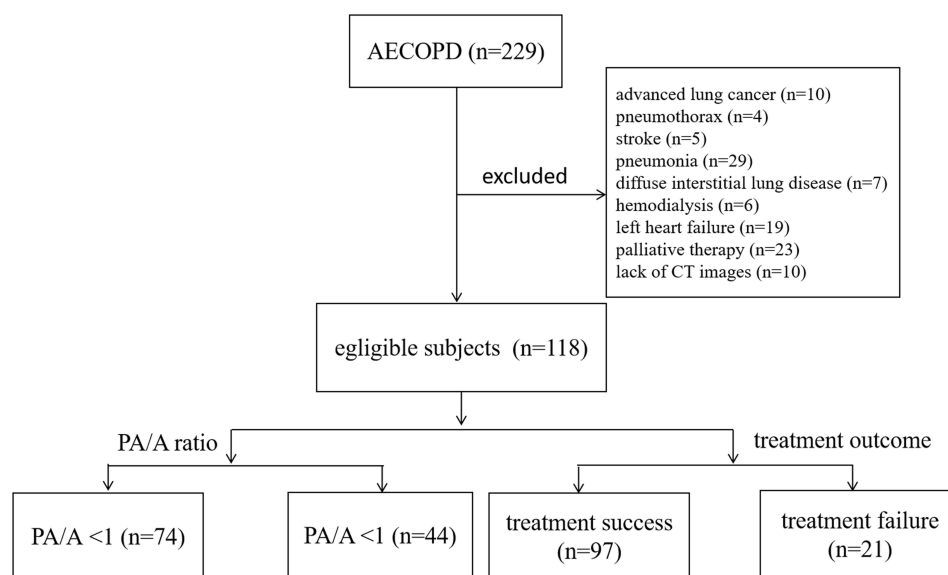 AECOPD (n=229)
advanced lung cancer (n=10)
pneumothorax (n=4)
stroke (n=5)
pneumonia (n=29)
diffuse interstitial lung disease (n=7)
hemodialysis (n=6)
left heart failure (n=19)
palliative therapy (n=23)
lack of CT images (n=10)
excluded
egligible subjects (n=118)
PA/A ratio
treatment outcome
PA/A <1 (n=74)
PA/A <1 (n=44)
treatment success
(n=97)
treatment failure
(n=21)